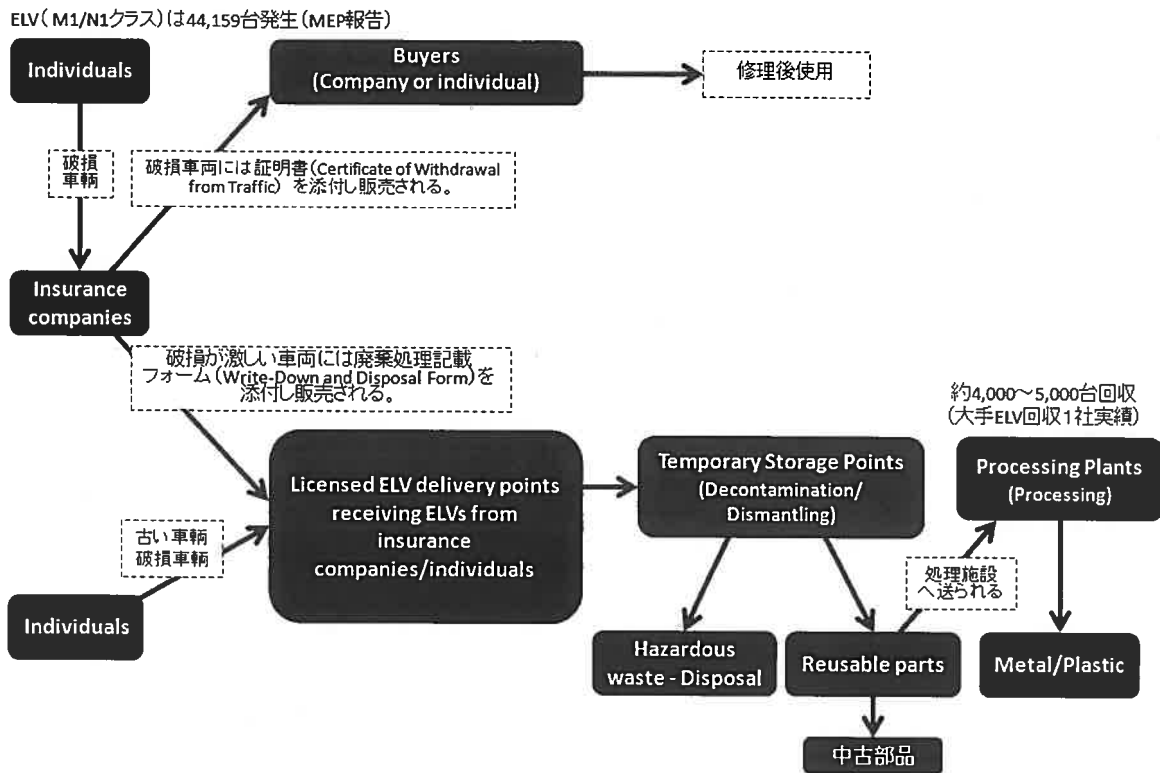 ELV( M1/N1クラス)は44,159台発生(MEP報告)
Individuals
Buyers
(Company or individual)
修理後使用
破損
車輌
破損車両には証明書(Certificate of Withdrawal
from Traffic) を添付し販売される。
Insurance
companies
破損が激しい車両には廃棄処理記載
フォーム(Write-Down and Disposal Form)を
添付し販売される。
約4,000～5,000台回収
(大手ELV回収1社実績)
Licensed ELV delivery points
receiving ELVs from
insurance
companies/individuals
Temporary Storage Points
(Decontamination/
Dismantling)
Processing Plants
(Processing)
古い車輌
破損車輌
処理施設
へ送られる
Individuals
Hazardous
waste - Disposal
Reusable parts
Metal/Plastic
中古部品